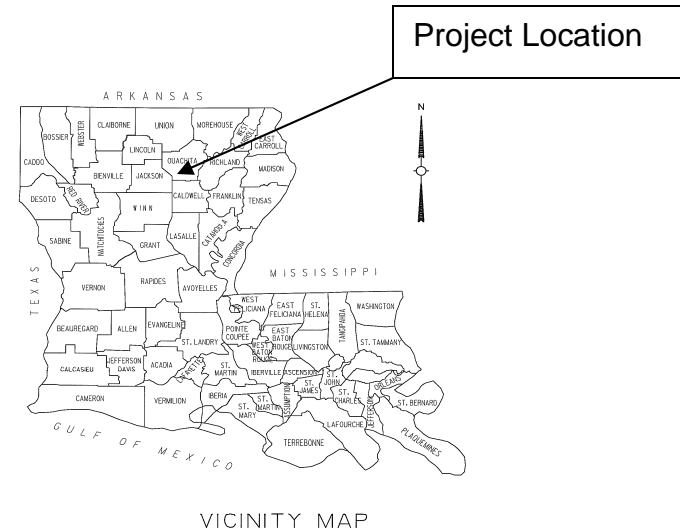 Project Location
ARKANSAS
N
CLAIBORNE
UNION
MOREHOUSE
WEST
CARROLL
EAST
CARROLL
WEBSTER
BOSSIER
LINCOLN
CADDO
OUACHITA
RICHLAND
MADISON
BIENVILLE
JACKSON
DESOTO
RED RIVER
CALDWELL
FRANKLIN
TENSAS
WINN
CATAHOULA
SABINE
NATCHITOCIES
GRANT
LASALLE
CONCORDIA
TEXAS
MISSISSIPPI
VERNON
RAPIDES
AVOYELLES
WEST
FELICIANA
EAST
FELICIANA
ST.
HELENA
WASHINGTON
TANGIPAHOA
BEAUREGARD
ALLEN
EVANGELINE
POINTE
COUPEE
EAST
BATON
ROUGE
LIVINGSTON
ST. TAMMANY
ST. LANDRY
WEST
BATON
ROUGE
CALCASIEU
JEFFERSON
DAVIS
ACADIA
LAFAYETTE
ST.
MARTIN
IBERVILLE
ASCENSION
ST.
JOHN
ORLEANS
CAMERON
VERMILION
IBERIA
ST.
JAMES
ST.
CHARLES
ST. BERNARD
ST.
MARY
ST.
MARTIN
ASSUMPTION
JEFFERSON
LAFOURCHE
PLAQUEMINES
TERREBONNE
GULF OF MEXICO
VICINITY MAP